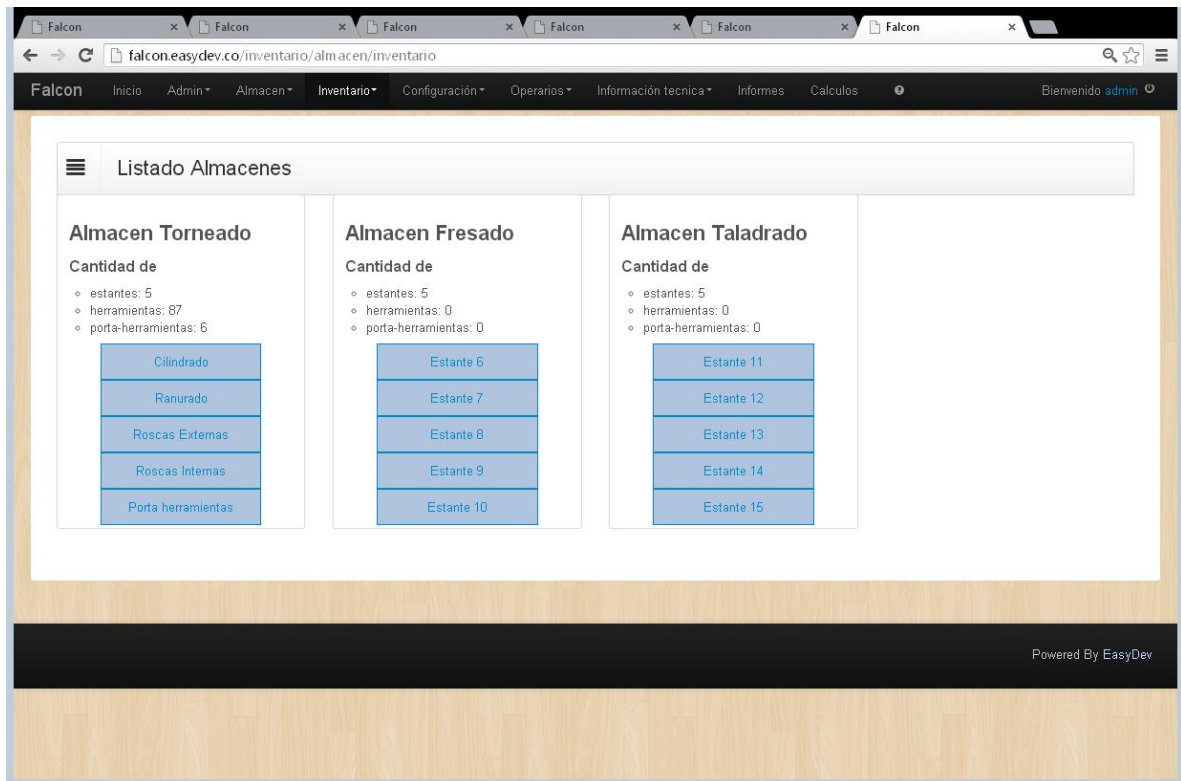 Falcon Falcon Falcon Falcon Falcon Falcon
falcon.easydev.co/inventario/almacen/inventario
Falcon Inicio Admin Almacen Inventario Configuración Operarios Información tecnica Informes Calculos Bienvenido admin
Listado Almacenes
Almacen Torneado
Cantidad de
estantes: 5
herramientas: 87
porta-herramientas: 6
Cilindrado
Ranurado
Roscas Externas
Roscas Internas
Porta herramientas
Almacen Fresado
Cantidad de
estantes: 5
herramientas: 0
porta-herramientas: 0
Estante 6
Estante 7
Estante 8
Estante 9
Estante 10
Almacen Taladrado
Cantidad de
estantes: 5
herramientas: 0
porta-herramientas: 0
Estante 11
Estante 12
Estante 13
Estante 14
Estante 15
Powered By EasyDev